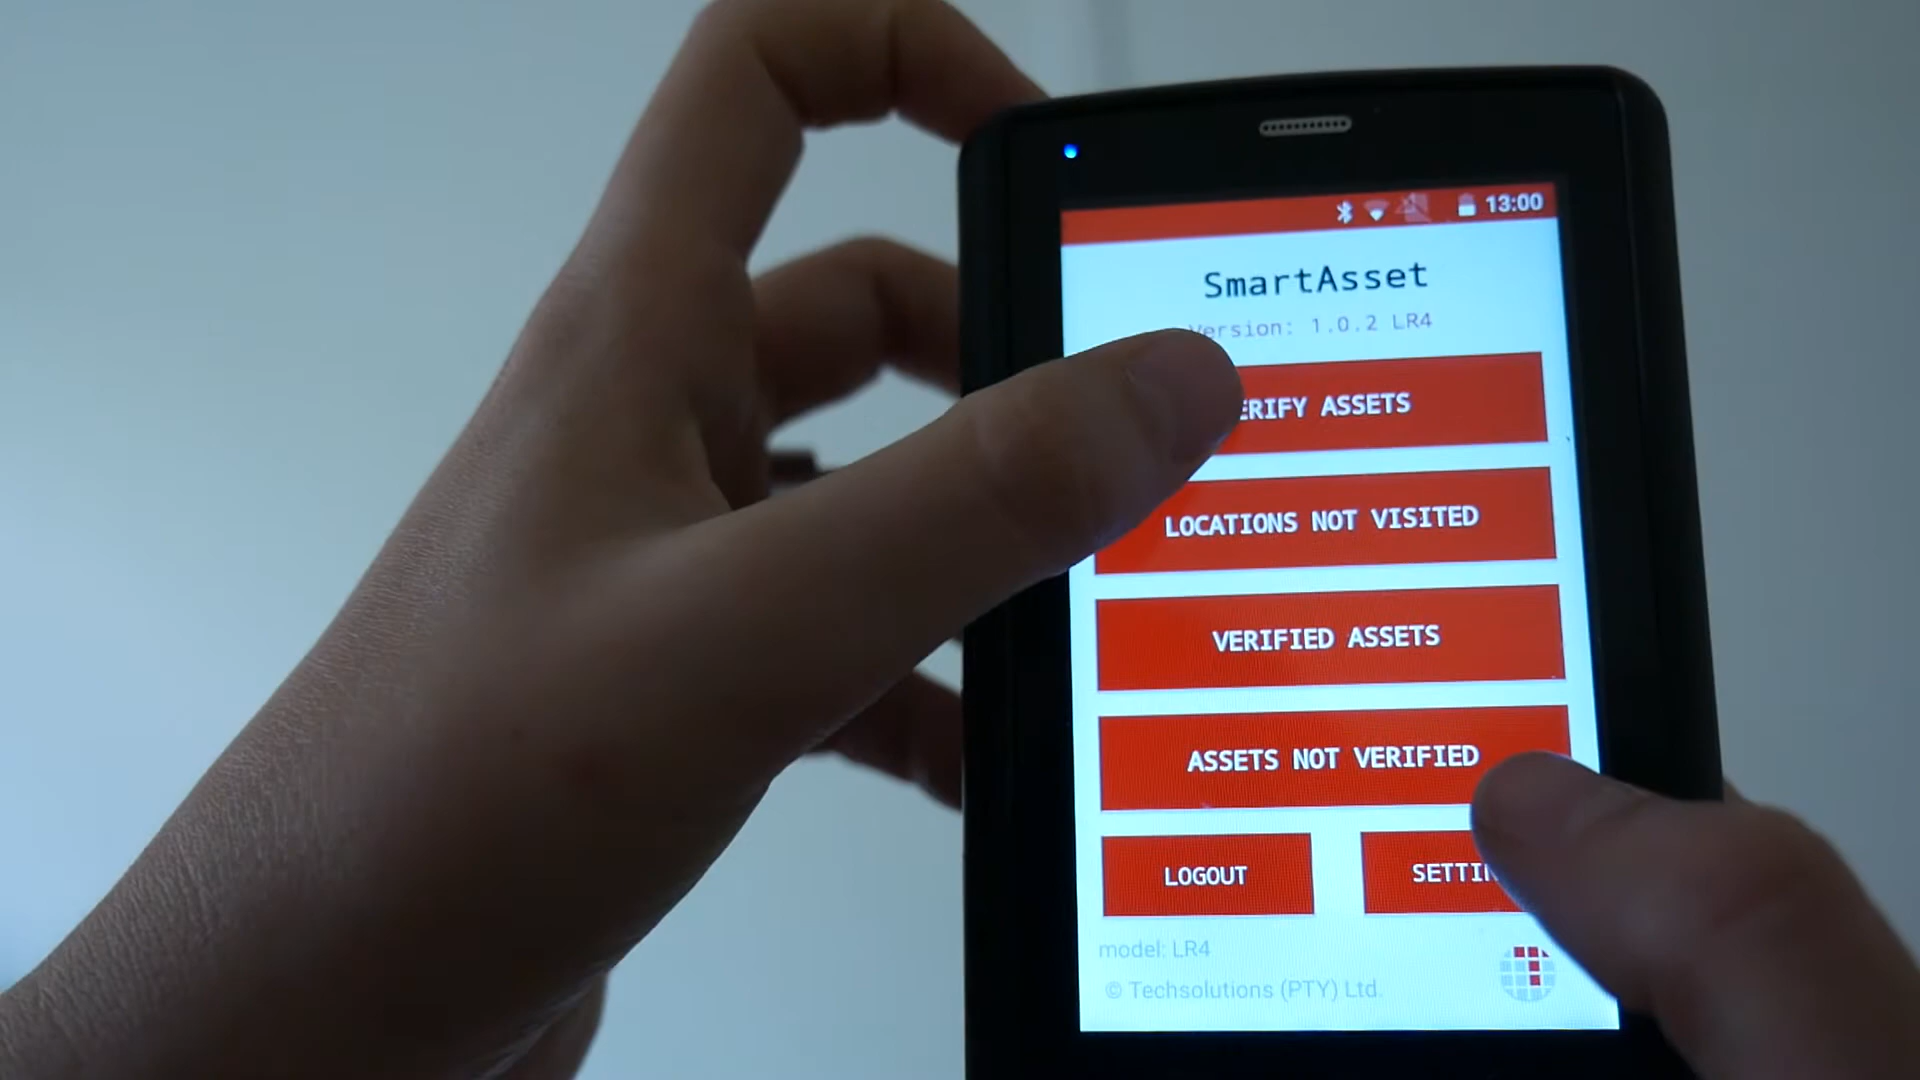 13:00
SmartAsset
Version: 1.0.2 LR4
ERIFY ASSETS
LOCATIONS NOT VISITED
VERIFIED ASSETS
ASSETS NOT VERIFIED
LOGOUT SETTIN
model: LR4
© Techsolutions (PTY) Ltd.